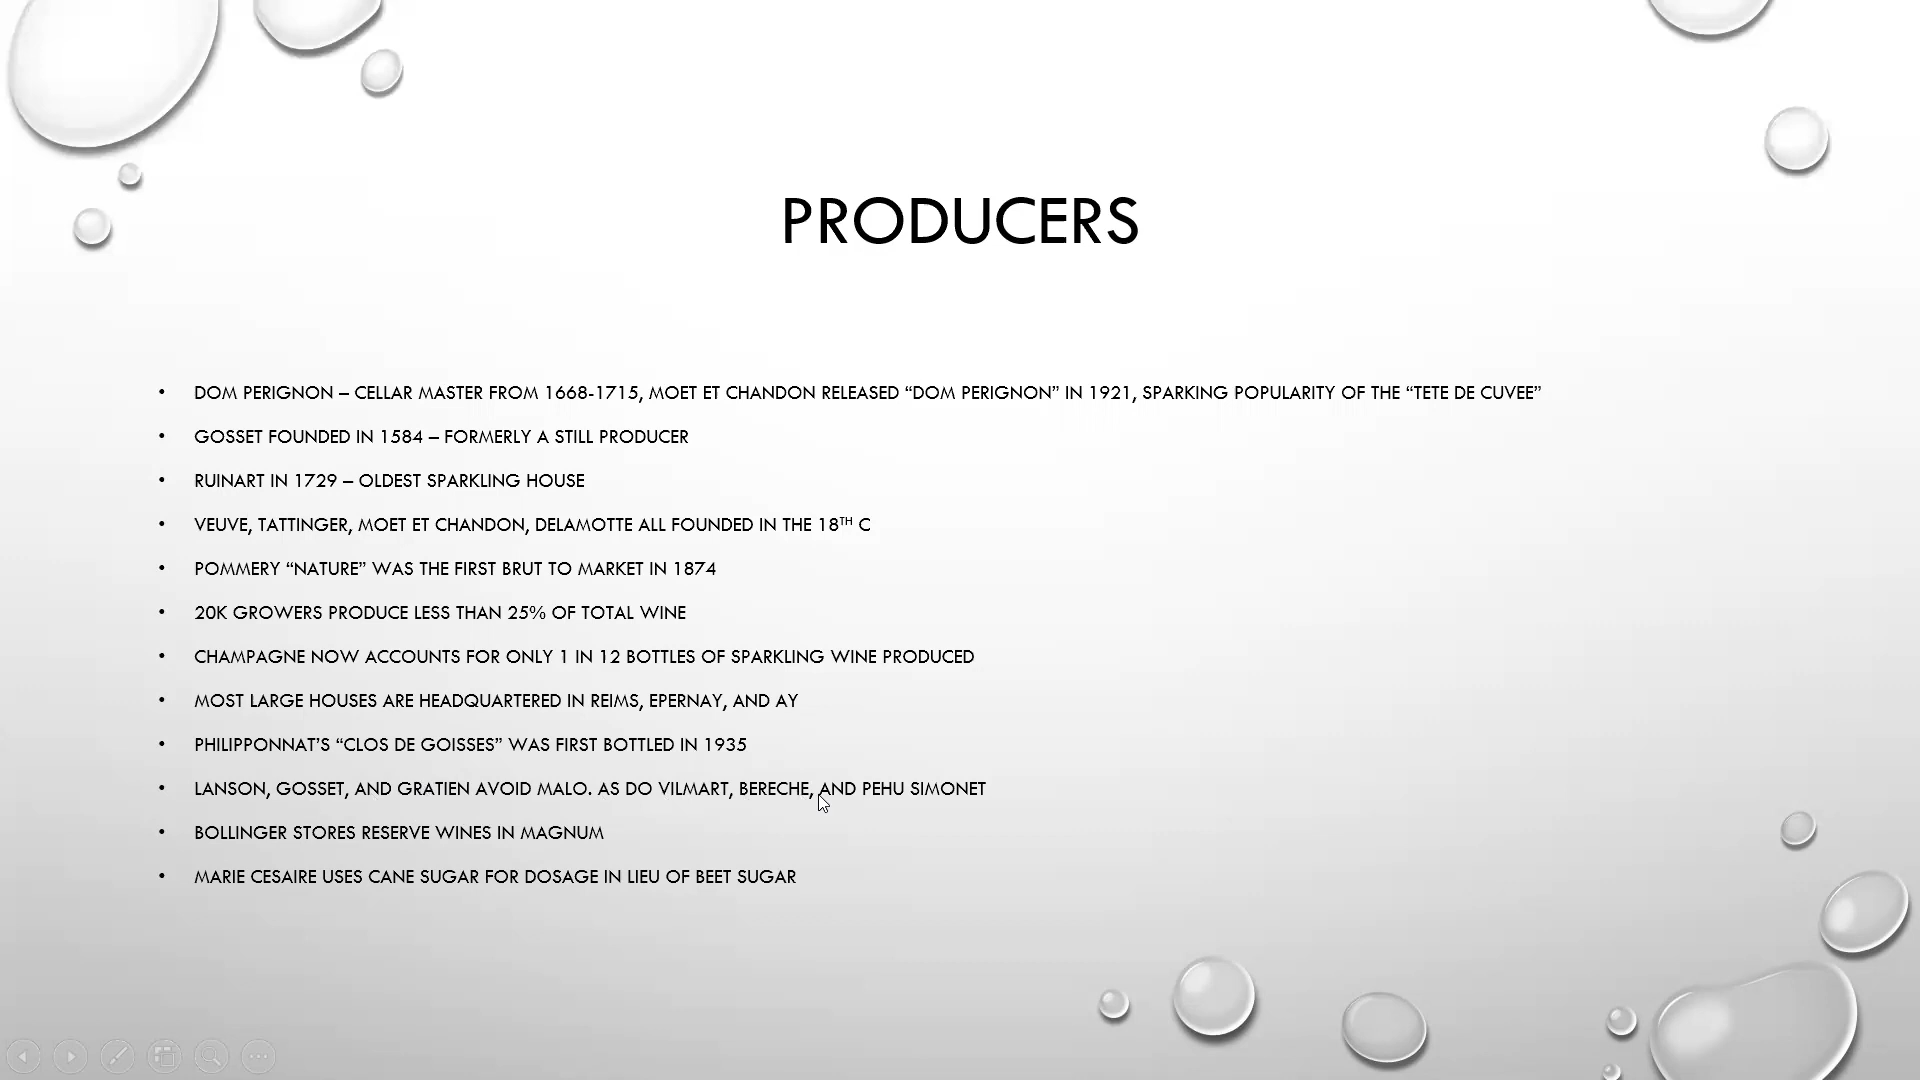 PRODUCERS
• DOM PERIGNON – CELLAR MASTER FROM 1668-1715, MOET ET CHANDON RELEASED “DOM PERIGNON” IN 1921, SPARKING POPULARITY OF THE “TETE DE CUVEE”
• GOSSET FOUNDED IN 1584 – FORMERLY A STILL PRODUCER
• RUINART IN 1729 – OLDEST SPARKLING HOUSE
• VEUVE, TATTINGER, MOET ET CHANDON, DELAMOTTE ALL FOUNDED IN THE 18TH C
• POMMERY “NATURE” WAS THE FIRST BRUT TO MARKET IN 1874
• 20K GROWERS PRODUCE LESS THAN 25% OF TOTAL WINE
• CHAMPAGNE NOW ACCOUNTS FOR ONLY 1 IN 12 BOTTLES OF SPARKLING WINE PRODUCED
• MOST LARGE HOUSES ARE HEADQUARTERED IN REIMS, EPERNAY, AND AY
• PHILIPPONNAT’S “CLOS DE GOISSES” WAS FIRST BOTTLED IN 1935
• LANSON, GOSSET, AND GRATIEN AVOID MALO. AS DO VILMART, BERECHE, AND PEHU SIMONET
• BOLLINGER STORES RESERVE WINES IN MAGNUM
• MARIE CESAIRE USES CANE SUGAR FOR DOSAGE IN LIEU OF BEET SUGAR